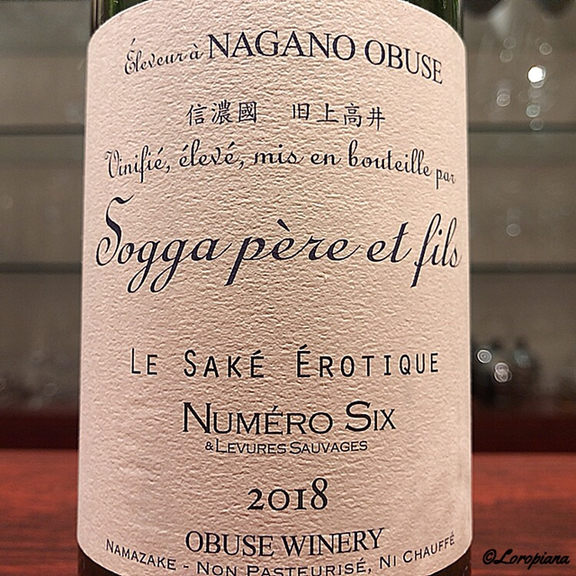 Éleveur à NAGANO OBUSE
信濃國 旧上高井
Vinifié, élevé, mis en bouteille par
Sogga père et fils
LE SAKÉ ÉROTIQUE
NUMÉRO SIX
& LEVURES SAUVAGES
2018
OBUSE WINERY
NAMAZAKE - NON PASTEURISÉ, NI CHAUFFÉ
©Loropiana